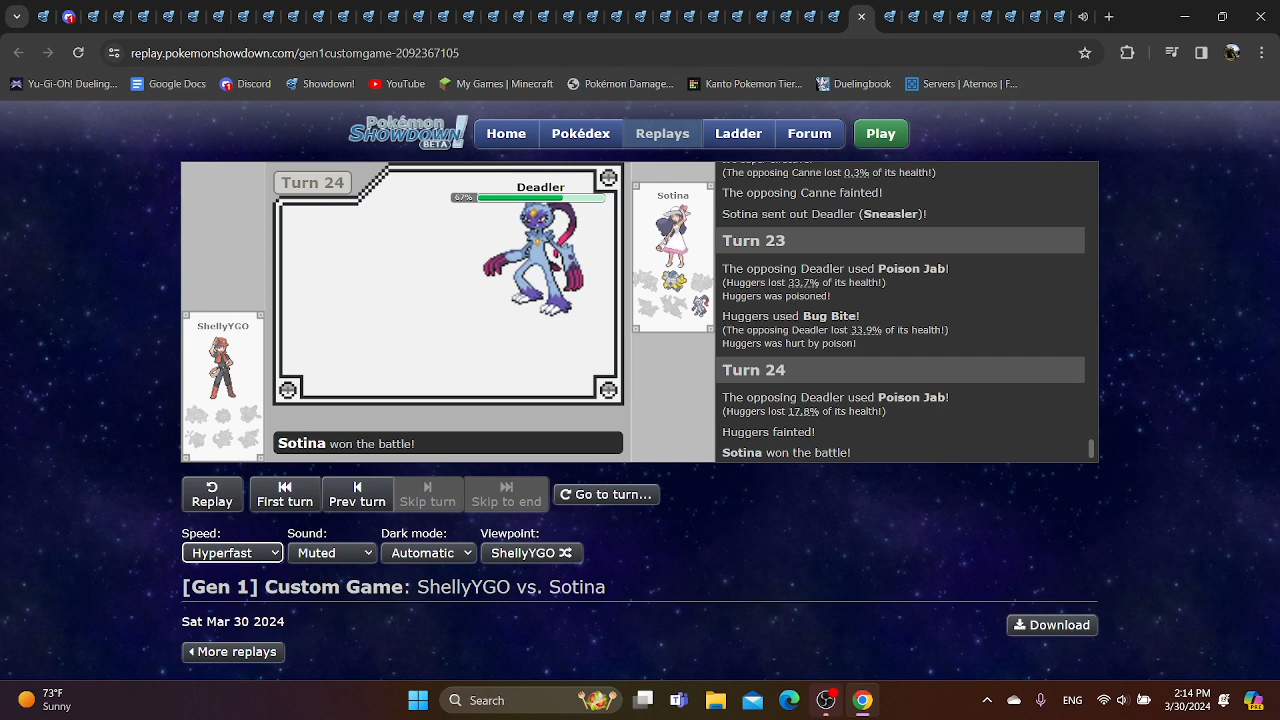 replay.pokemonshowdown.com/gen1customgame-2092367105
Yu-Gi-Oh! Dueling...
Google Docs
Discord
Showdown!
YouTube
My Games | Minecraft
Pokémon Damage...
Kanto Pokemon Tier...
Duelingbook
Servers | Aternos | F...
Pokémon
SHOWDOWN!
BETA
Home
Pokédex
Replays
Ladder
Forum
Play
Turn 24
Deadler
67%
ShellyYGO
Sotina
Sotina won the battle!
(The opposing Canne lost 0.3% of its health!)
The opposing Canne fainted!
Sotina sent out Deadler (Sneasler)!
Turn 23
The opposing Deadler used Poison Jab!
(Huggers lost 33.7% of its health!)
Huggers was poisoned!
Huggers used Bug Bite!
(The opposing Deadler lost 33.9% of its health!)
Huggers was hurt by poison!
Turn 24
The opposing Deadler used Poison Jab!
(Huggers lost 17.8% of its health!)
Huggers fainted!
Sotina won the battle!
Replay
First turn
Prev turn
Skip turn
Skip to end
Go to turn...
Speed:
Sound:
Dark mode:
Viewpoint:
Hyperfast
Muted
Automatic
ShellyYGO
[Gen 1] Custom Game: ShellyYGO vs. Sotina
Sat Mar 30 2024
Download
More replays
73°F
Sunny
Search
ENG
2:14 PM
3/30/2024
PRE